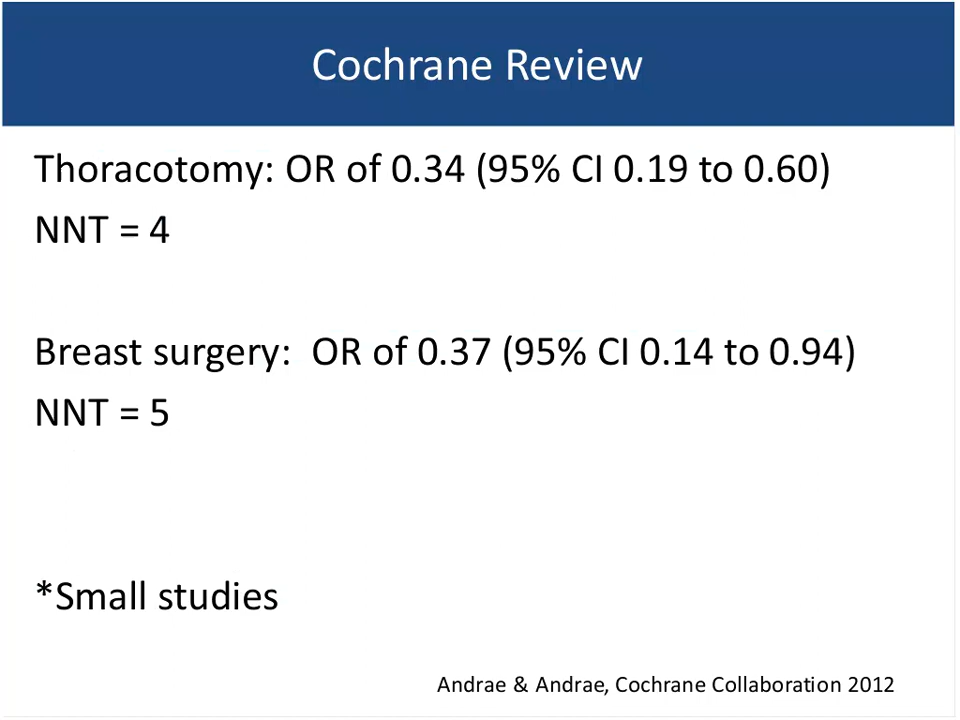 Cochrane Review
Thoracotomy: OR of 0.34 (95% CI 0.19 to 0.60)
NNT = 4
Breast surgery:  OR of 0.37 (95% CI 0.14 to 0.94)
NNT = 5
*Small studies
Andrae & Andrae, Cochrane Collaboration 2012